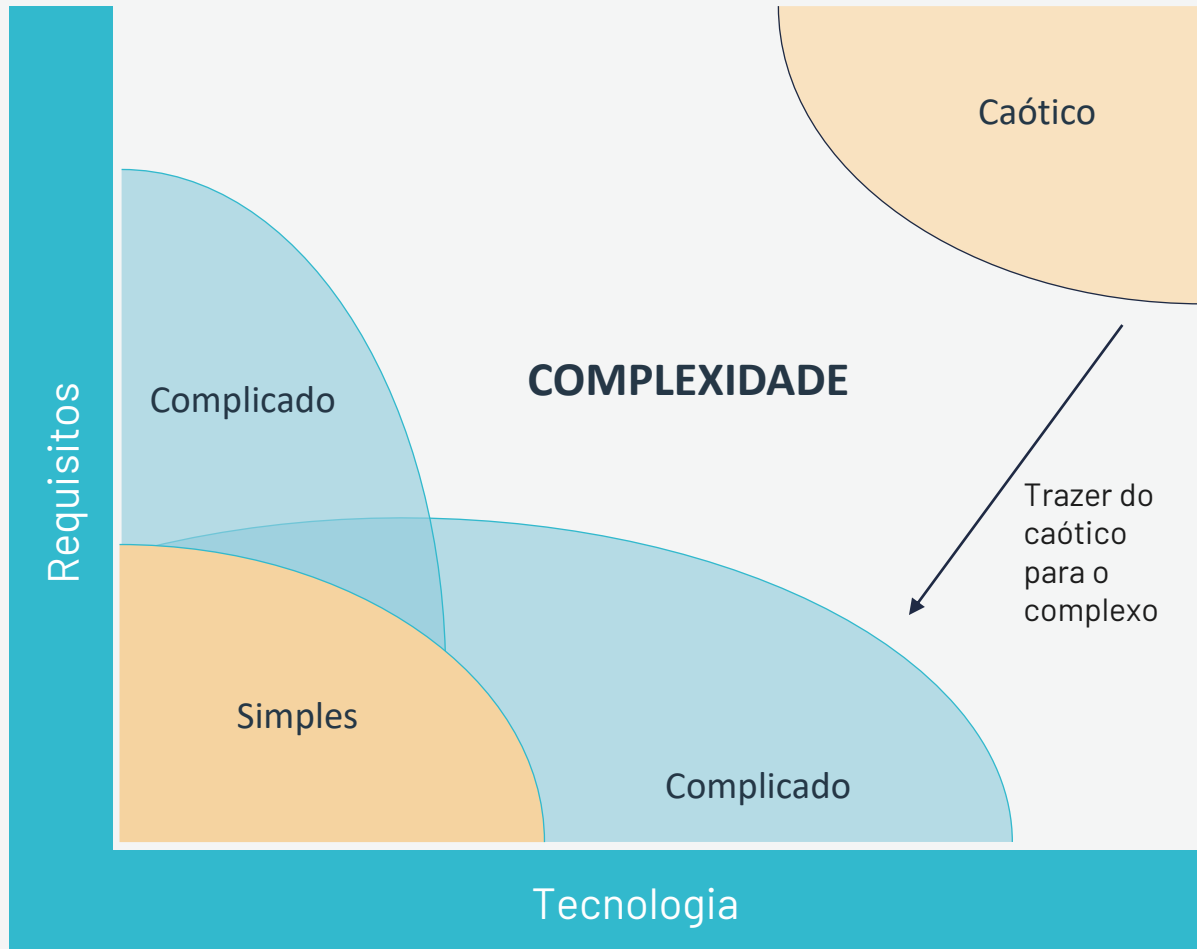 Caótico
COMPLEXIDADE
Complicado
Requisitos
Trazer do
caótico
para o
complexo
Simples
Complicado
Tecnologia